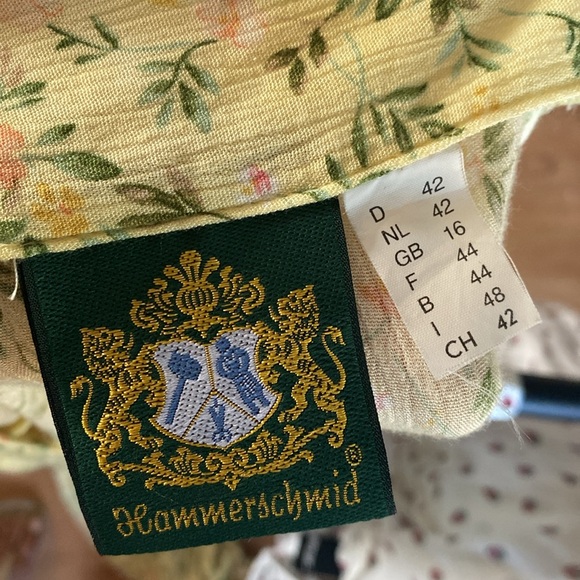 D 42
NL 42
GB 16
F 44
B 44
I 48
CH 42
Hammerschmid®